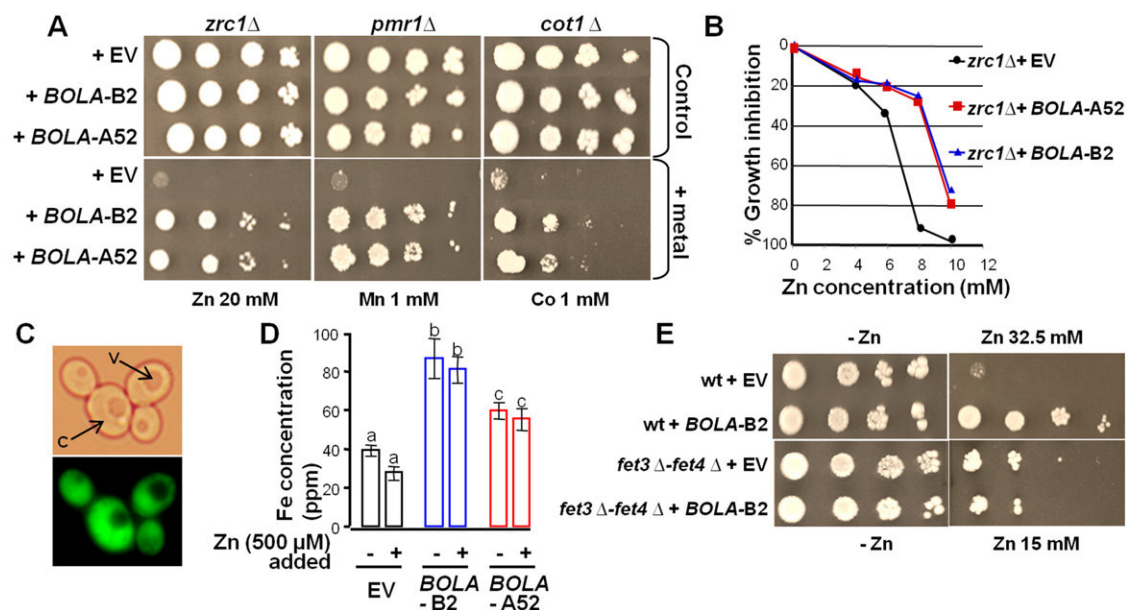 A
zrc1Δ pmr1Δ cot1Δ
+ EV
+ BOLA-B2
+ BOLA-A52
Control
+ EV
+ BOLA-B2
+ BOLA-A52
+ metal
Zn 20 mM Mn 1 mM Co 1 mM
B
% Growth inhibition
0
20
40
60
80
100
0 2 4 6 8 10 12
Zn concentration (mM)
zrc1Δ+ EV
zrc1Δ+ BOLA-A52
zrc1Δ+ BOLA-B2
C
V
C
D
Fe concentration
(ppm)
100
80
60
40
20
0
a a b b c c
Zn (500 µM)
added
- + - + - +
EV BOLA BOLA
- B2 - A52
E
- Zn Zn 32.5 mM
wt + EV
wt + BOLA-B2
fet3 Δ-fet4 Δ + EV
fet3 Δ-fet4 Δ + BOLA-B2
- Zn Zn 15 mM